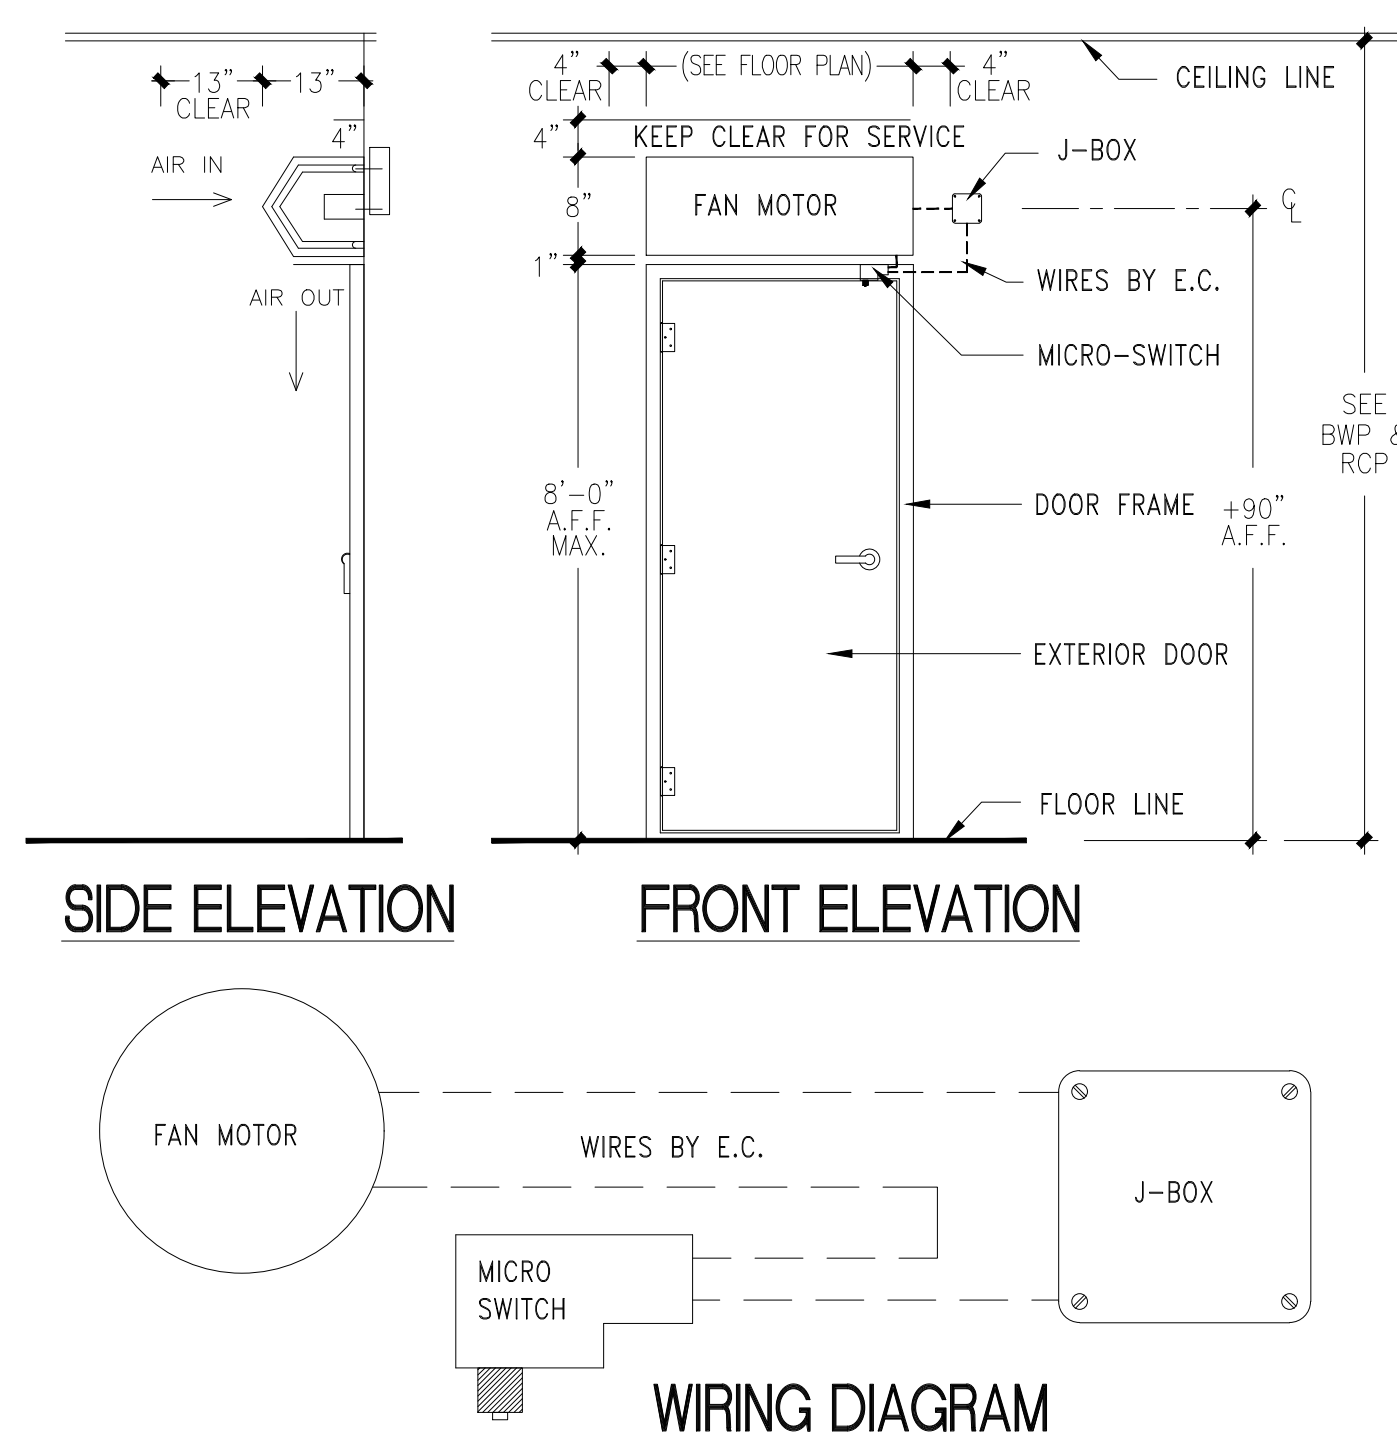 13" 13"
CLEAR
4"
AIR IN
AIR OUT
SIDE ELEVATION
4"
CLEAR
(SEE FLOOR PLAN)
4"
CLEAR
CEILING LINE
4"
KEEP CLEAR FOR SERVICE
J-BOX
8"
FAN MOTOR
CL
1"
WIRES BY E.C.
MICRO-SWITCH
SEE
BWP &
RCP
8'-0"
A.F.F.
MAX.
DOOR FRAME
+90"
A.F.F.
EXTERIOR DOOR
FLOOR LINE
FRONT ELEVATION
FAN MOTOR
WIRES BY E.C.
J-BOX
MICRO
SWITCH
WIRING DIAGRAM